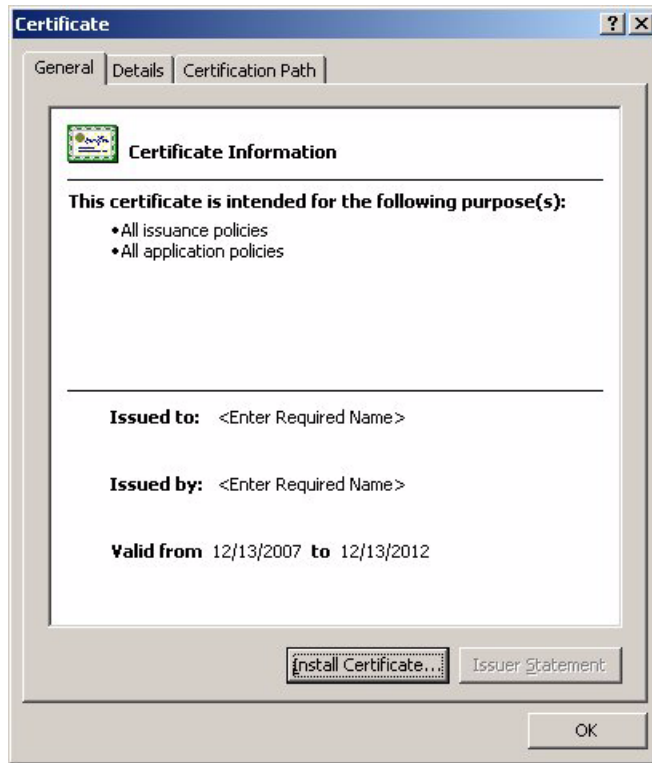 Certificate
General
Details
Certification Path
Certificate Information
This certificate is intended for the following purpose(s):
•All issuance policies
•All application policies
Issued to: <Enter Required Name>
Issued by: <Enter Required Name>
Valid from 12/13/2007 to 12/13/2012
Install Certificate...
Issuer Statement
OK